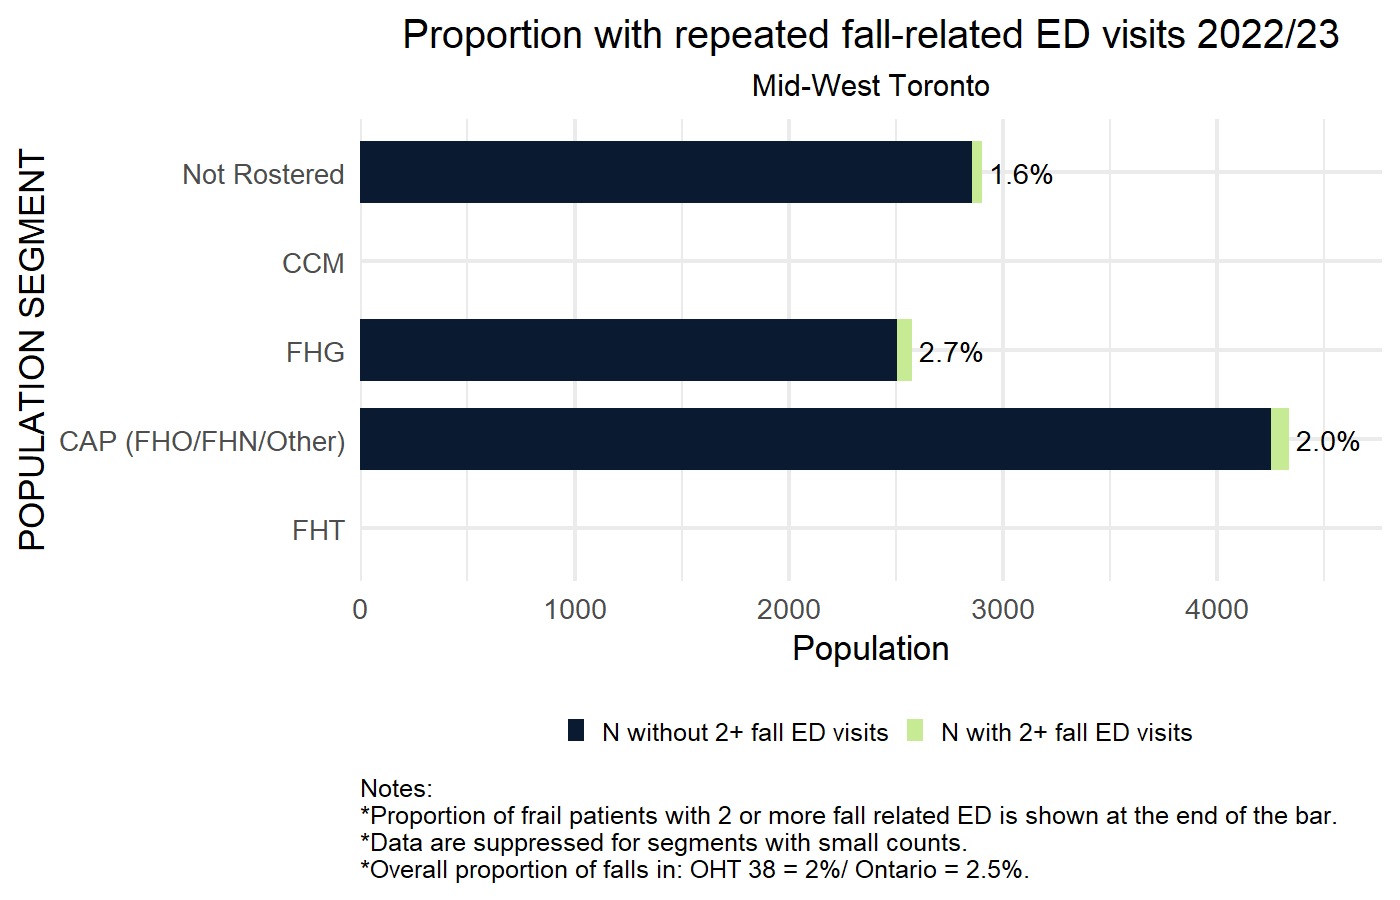 Proportion with repeated fall-related ED visits 2022/23
Mid-West Toronto
POPULATION SEGMENT
Not Rostered
1.6%
CCM
FHG
2.7%
CAP (FHO/FHN/Other)
2.0%
FHT
0 1000 2000 3000 4000
Population
N without 2+ fall ED visits N with 2+ fall ED visits
Notes:
*Proportion of frail patients with 2 or more fall related ED is shown at the end of the bar.
*Data are suppressed for segments with small counts.
*Overall proportion of falls in: OHT 38 = 2%/ Ontario = 2.5%.